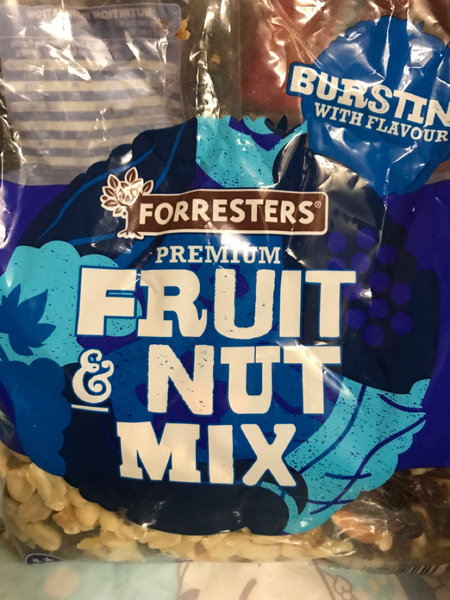 BURSTIN
WITH FLAVOUR
FORRESTERS®
PREMIUM
FRUIT
& NUT
MIX